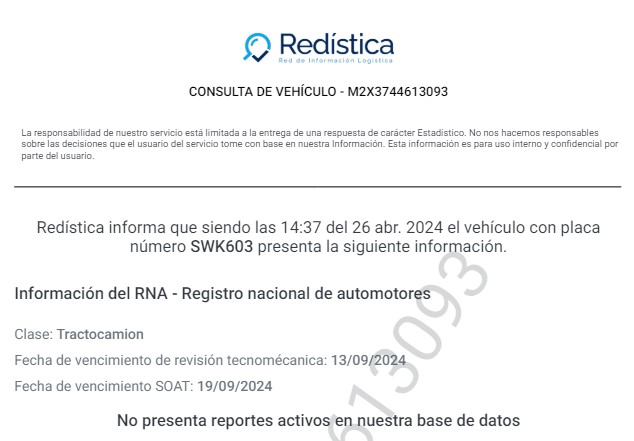 Redística
Red de Información Logística
CONSULTA DE VEHÍCULO - M2X3744613093
La responsabilidad de nuestro servicio está limitada a la entrega de una respuesta de carácter Estadístico. No nos hacemos responsables
sobre las decisiones que el usuario del servicio tome con base en nuestra Información. Esta información es para uso interno y confidencial por
parte del usuario.
Redística informa que siendo las 14:37 del 26 abr. 2024 el vehículo con placa
número SWK603 presenta la siguiente información.
Información del RNA - Registro nacional de automotores
Clase: Tractocamion
Fecha de vencimiento de revisión tecnomécanica: 13/09/2024
Fecha de vencimiento SOAT: 19/09/2024
No presenta reportes activos en nuestra base de datos
613093